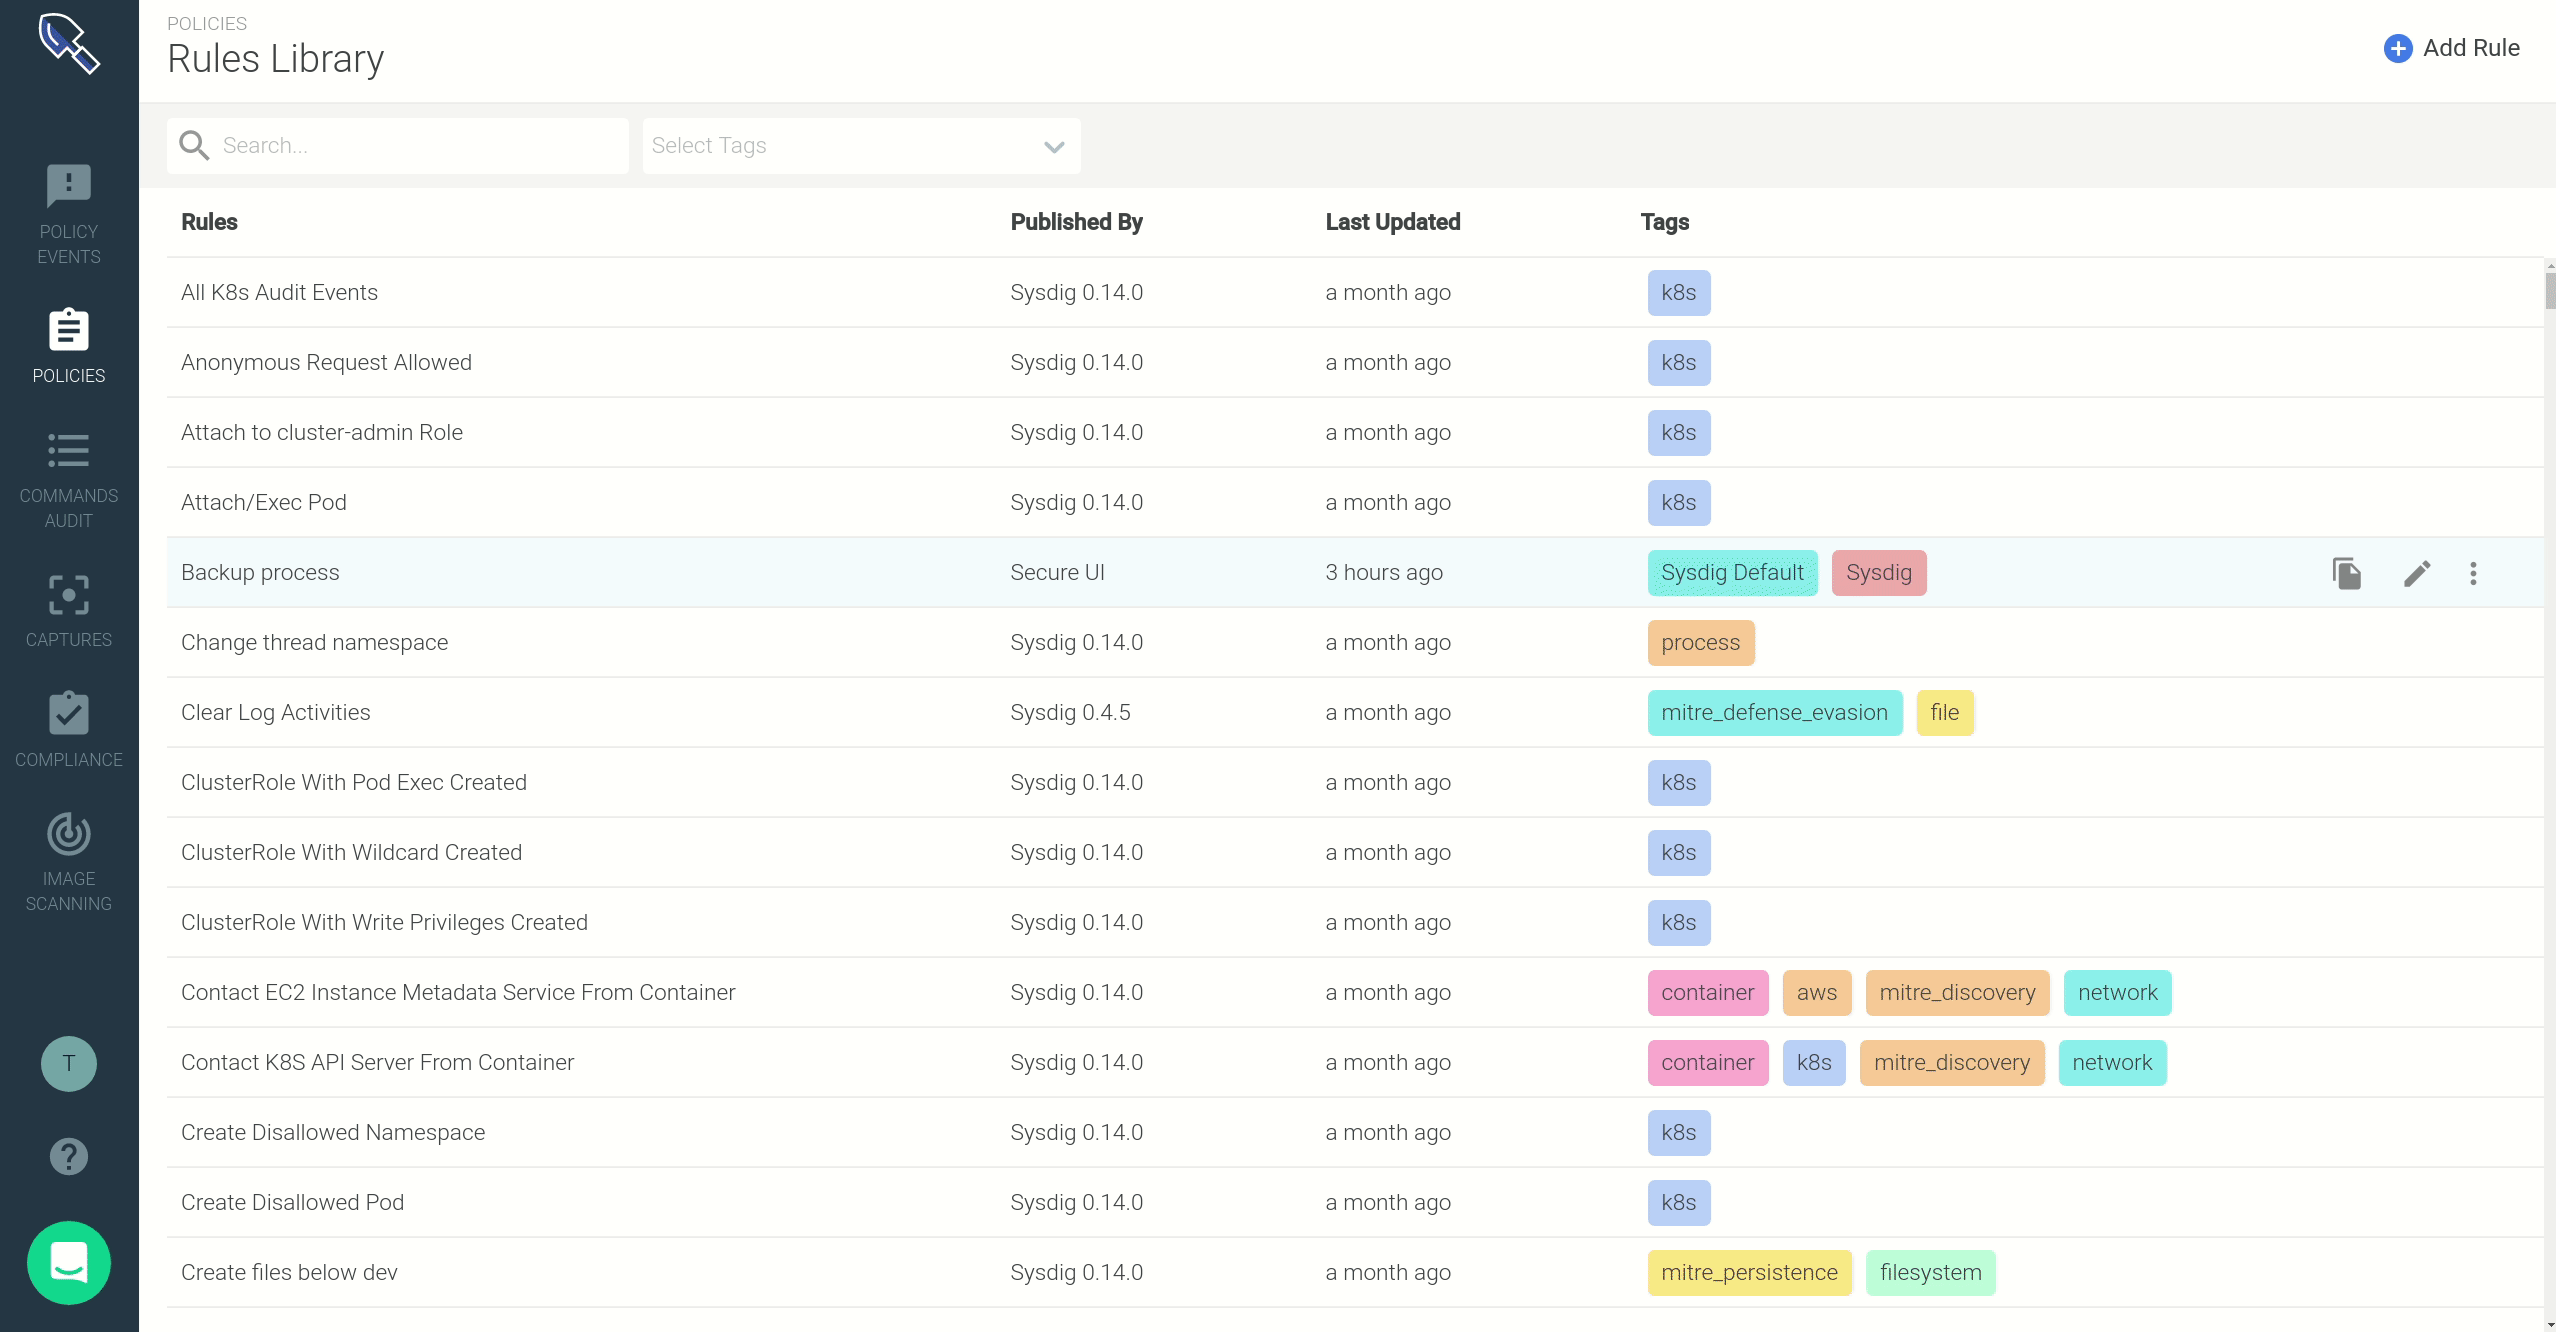 POLICIES
Rules Library
Add Rule
Search...
Select Tags
POLICY
EVENTS
POLICIES
COMMANDS
AUDIT
CAPTURES
COMPLIANCE
IMAGE
SCANNING
T
?
Rules Published By Last Updated Tags
All K8s Audit Events Sysdig 0.14.0 a month ago k8s
Anonymous Request Allowed Sysdig 0.14.0 a month ago k8s
Attach to cluster-admin Role Sysdig 0.14.0 a month ago k8s
Attach/Exec Pod Sysdig 0.14.0 a month ago k8s
Backup process Secure UI 3 hours ago Sysdig Default Sysdig
Change thread namespace Sysdig 0.14.0 a month ago process
Clear Log Activities Sysdig 0.4.5 a month ago mitre_defense_evasion file
ClusterRole With Pod Exec Created Sysdig 0.14.0 a month ago k8s
ClusterRole With Wildcard Created Sysdig 0.14.0 a month ago k8s
ClusterRole With Write Privileges Created Sysdig 0.14.0 a month ago k8s
Contact EC2 Instance Metadata Service From Container Sysdig 0.14.0 a month ago container aws mitre_discovery network
Contact K8S API Server From Container Sysdig 0.14.0 a month ago container k8s mitre_discovery network
Create Disallowed Namespace Sysdig 0.14.0 a month ago k8s
Create Disallowed Pod Sysdig 0.14.0 a month ago k8s
Create files below dev Sysdig 0.14.0 a month ago mitre_persistence filesystem